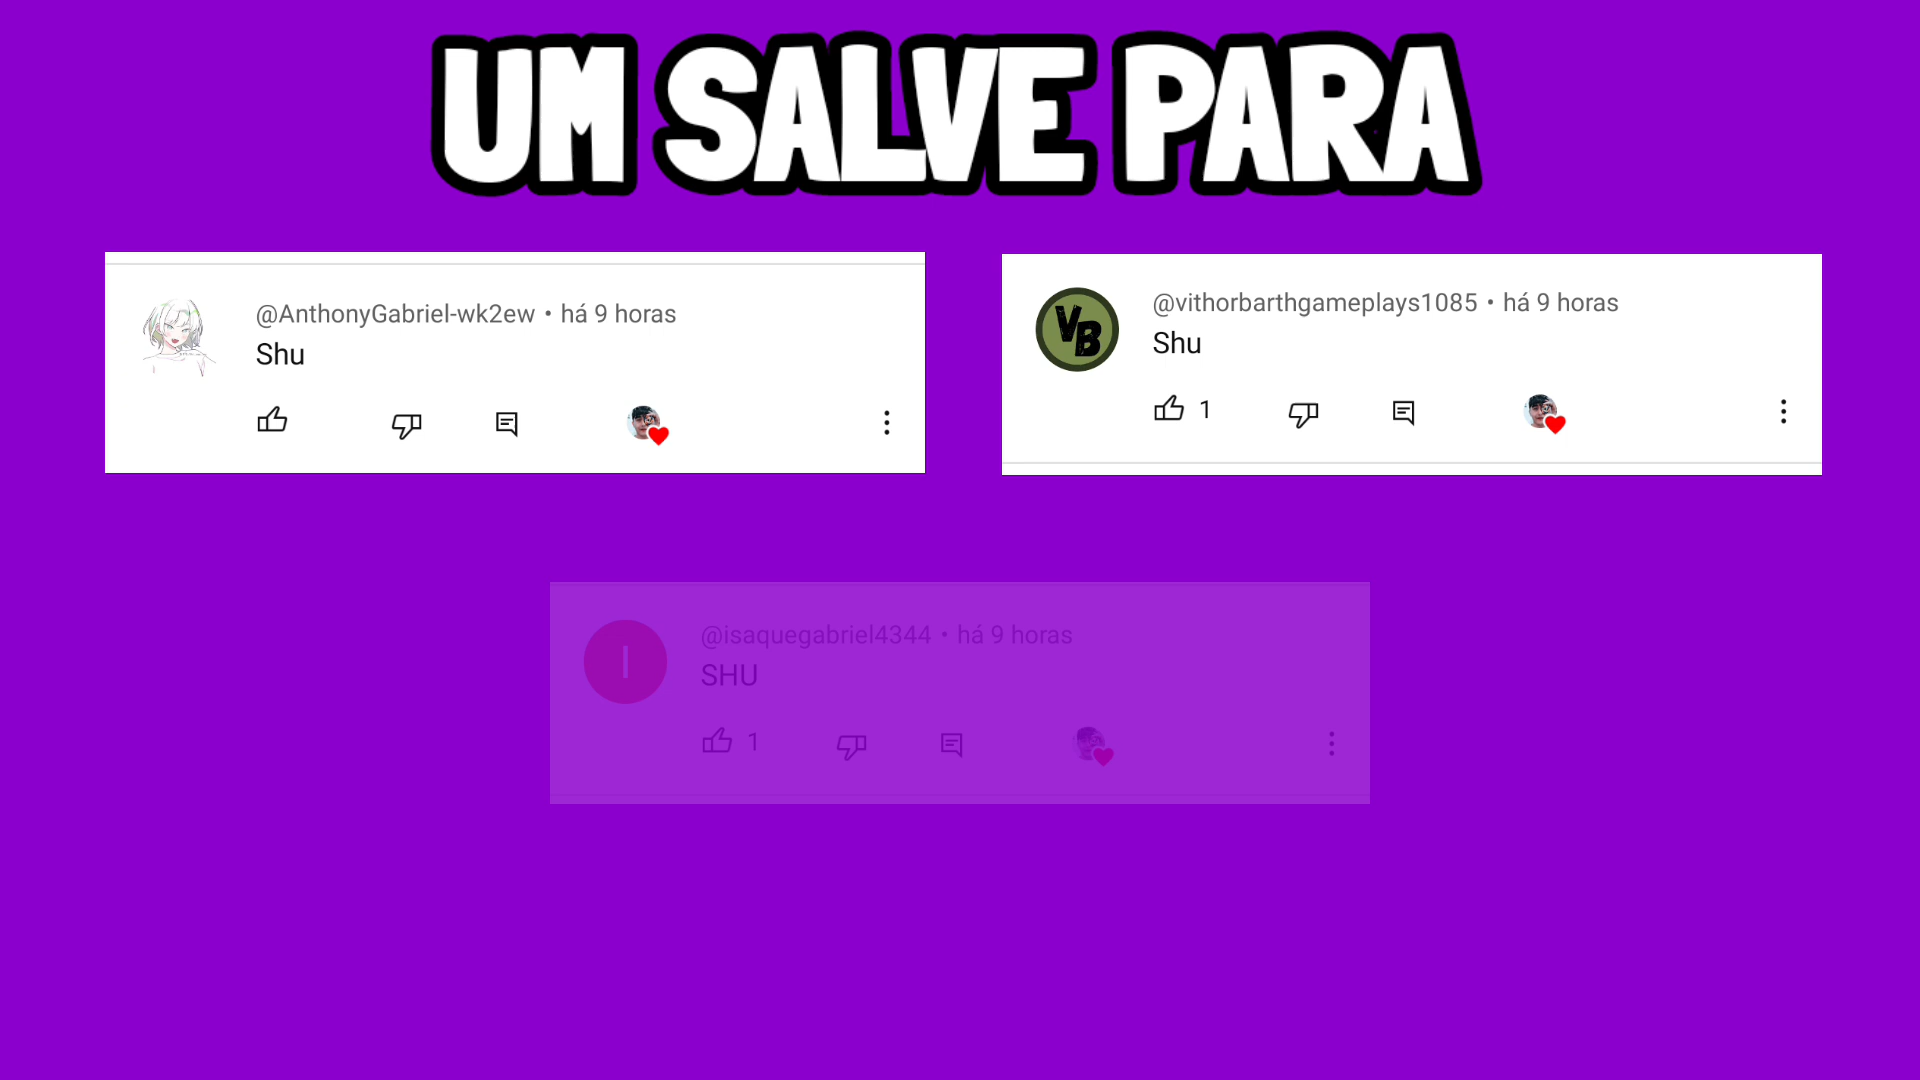 UM SALVE PARA
@AnthonyGabriel-wk2ew • há 9 horas
Shu
VB
@vithorbarthgameplays1085 • há 9 horas
Shu
1
I
@isaquegabriel4344 • há 9 horas
SHU
1